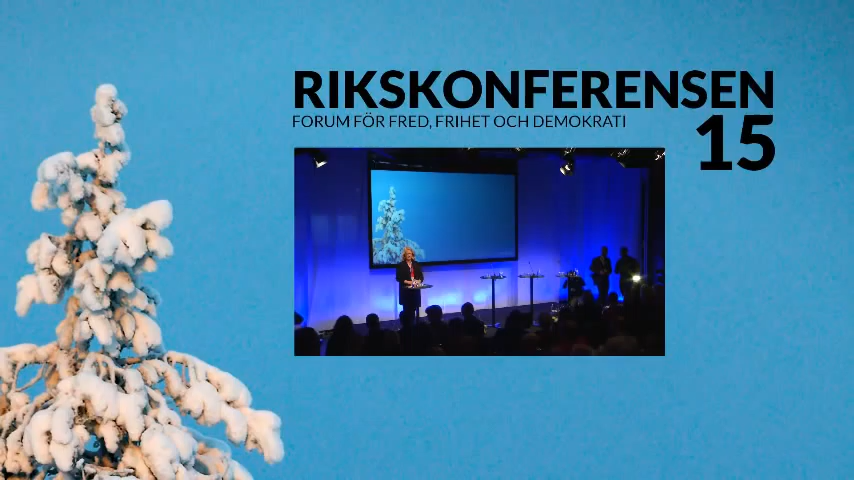 RIKSKONFERENSEN
FORUM FÖR FRED, FRIHET OCH DEMOKRATI
15